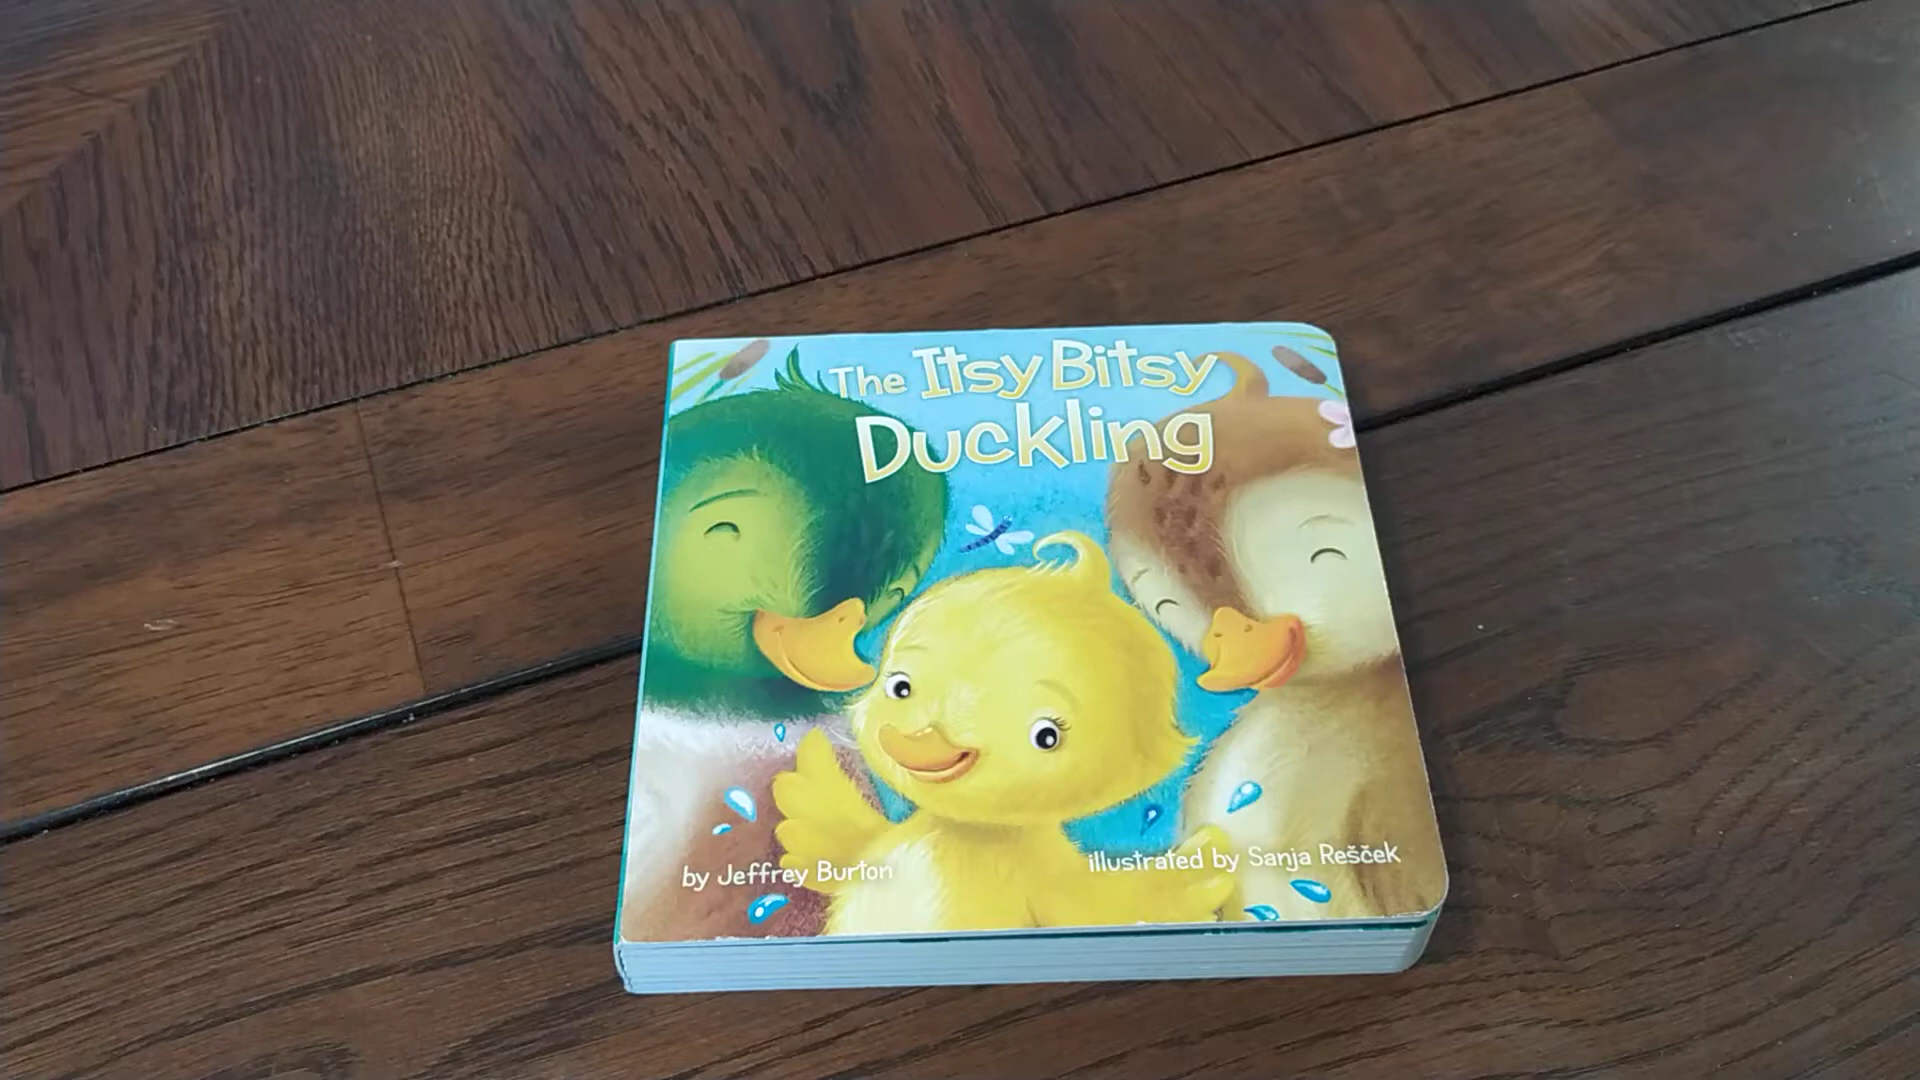 The Itsy Bitsy
Duckling
by Jeffrey Burton
illustrated by Sanja Rešček